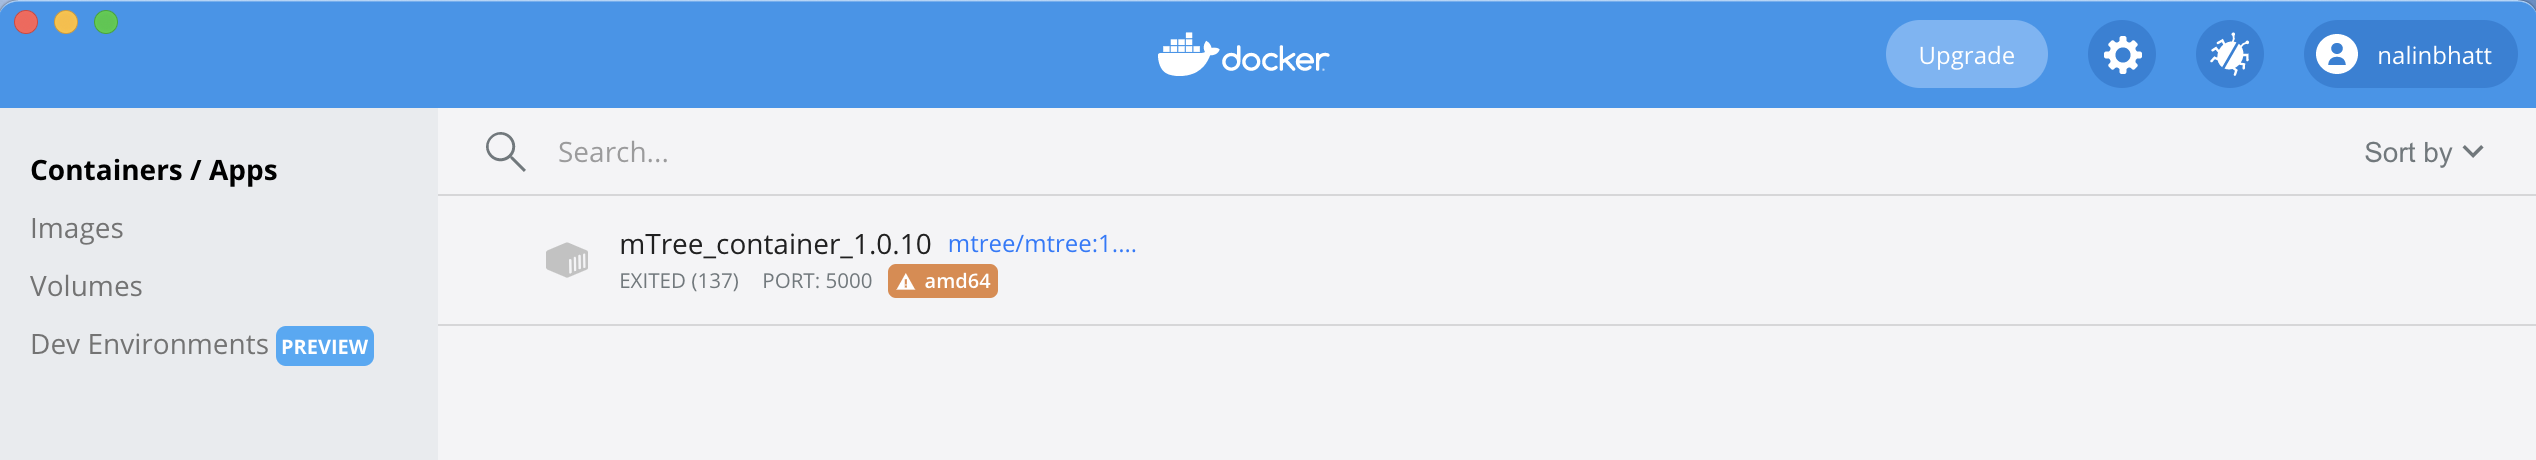 docker
Upgrade
nalinbhatt
Containers / Apps
Images
Volumes
Dev Environments PREVIEW
Search...
Sort by
mTree_container_1.0.10 mtree/mtree:1....
EXITED (137) PORT: 5000 amd64